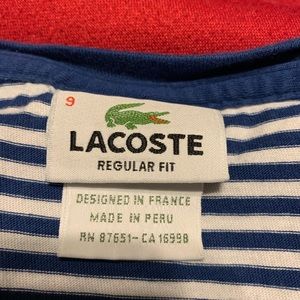 9
LACOSTE
REGULAR FIT
DESIGNED IN FRANCE
MADE IN PERU
RN 87651-CA 16998